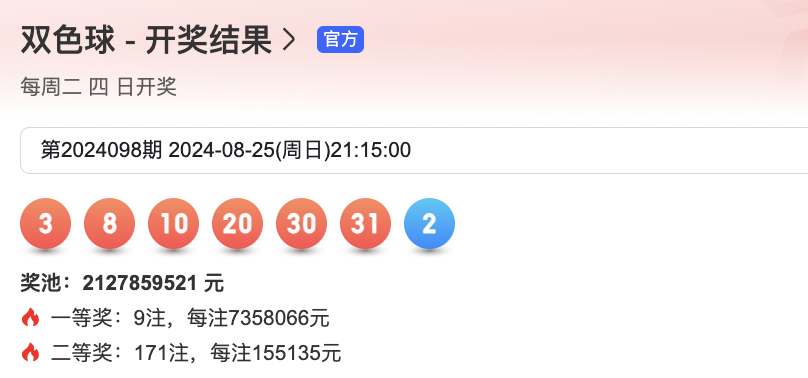 双色球 - 开奖结果 官方
每周二 四 日开奖
第2024098期 2024-08-25(周日)21:15:00
3 8 10 20 30 31 2
奖池：2127859521 元
一等奖：9注，每注7358066元
二等奖：171注，每注155135元